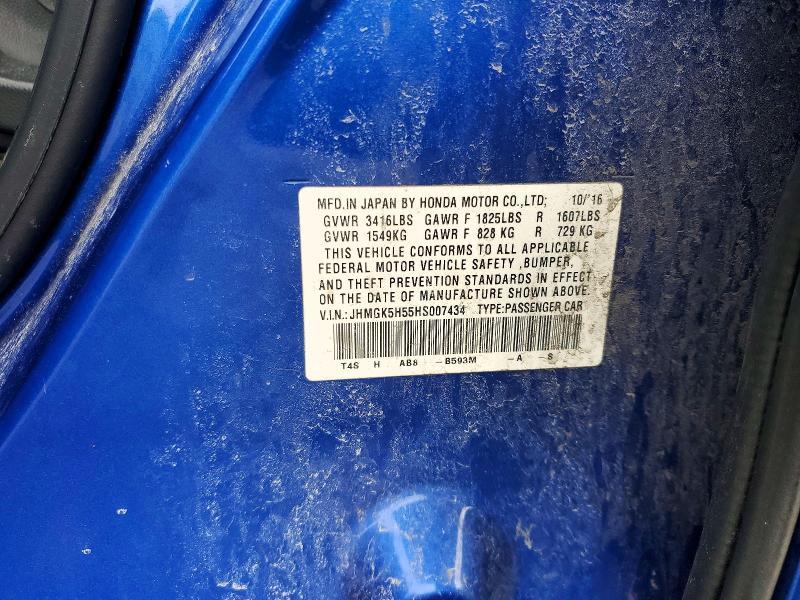 MFD.IN JAPAN BY HONDA MOTOR CO.,LTD; 10/'16
GVWR 3416LBS GAWR F 1825LBS R 1607LBS
GVWR 1549KG GAWR F 828 KG R 729 KG
THIS VEHICLE CONFORMS TO ALL APPLICABLE
FEDERAL MOTOR VEHICLE SAFETY ,BUMPER,
AND THEFT PREVENTION STANDARDS IN EFFECT
ON THE DATE OF MANUFACTURE SHOWN ABOVE.
V.I.N.:JHMGK5H55HS007434 TYPE:PASSENGER CAR
T4S H AB8 -B593M -A -S